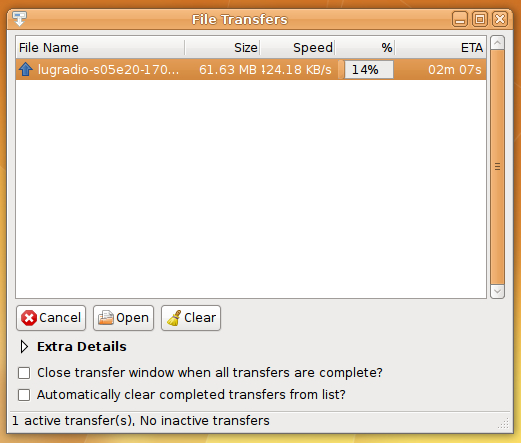 File Transfers
File Name Size Speed % ETA
lugradio-s05e20-170... 61.63 MB 24.18 KB/s 14% 02m 07s
Cancel Open Clear
Extra Details
Close transfer window when all transfers are complete?
Automatically clear completed transfers from list?
1 active transfer(s), No inactive transfers